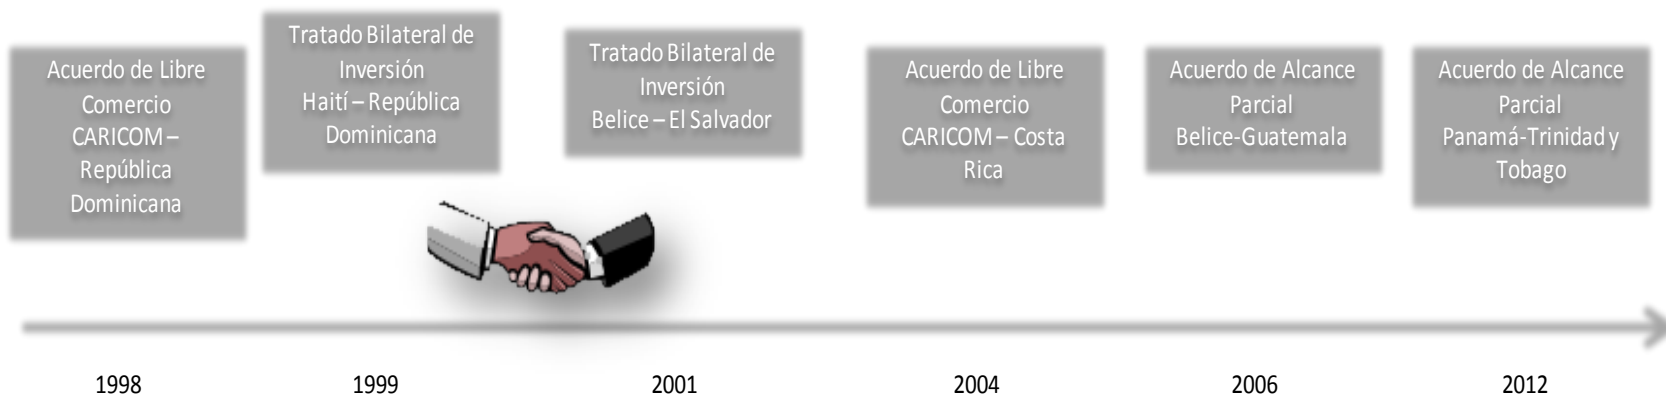 Acuerdo de Libre
Comercio
CARICOM – 
República
Dominicana
Tratado Bilateral de
Inversión
Haití – República
Dominicana
Tratado Bilateral de
Inversión
Belice – El Salvador
Acuerdo de Libre
Comercio
CARICOM – Costa
Rica
Acuerdo de Alcance
Parcial
Belice-Guatemala
Acuerdo de Alcance
Parcial
Panamá-Trinidad y
Tobago
1998
1999
2001
2004
2006
2012